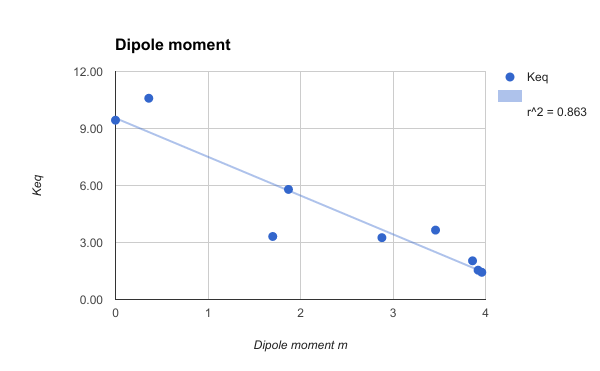 Dipole moment
12.00
9.00
6.00
3.00
0.00
Keq
0 1 2 3 4
Dipole moment m
Keq
r^2 = 0.863